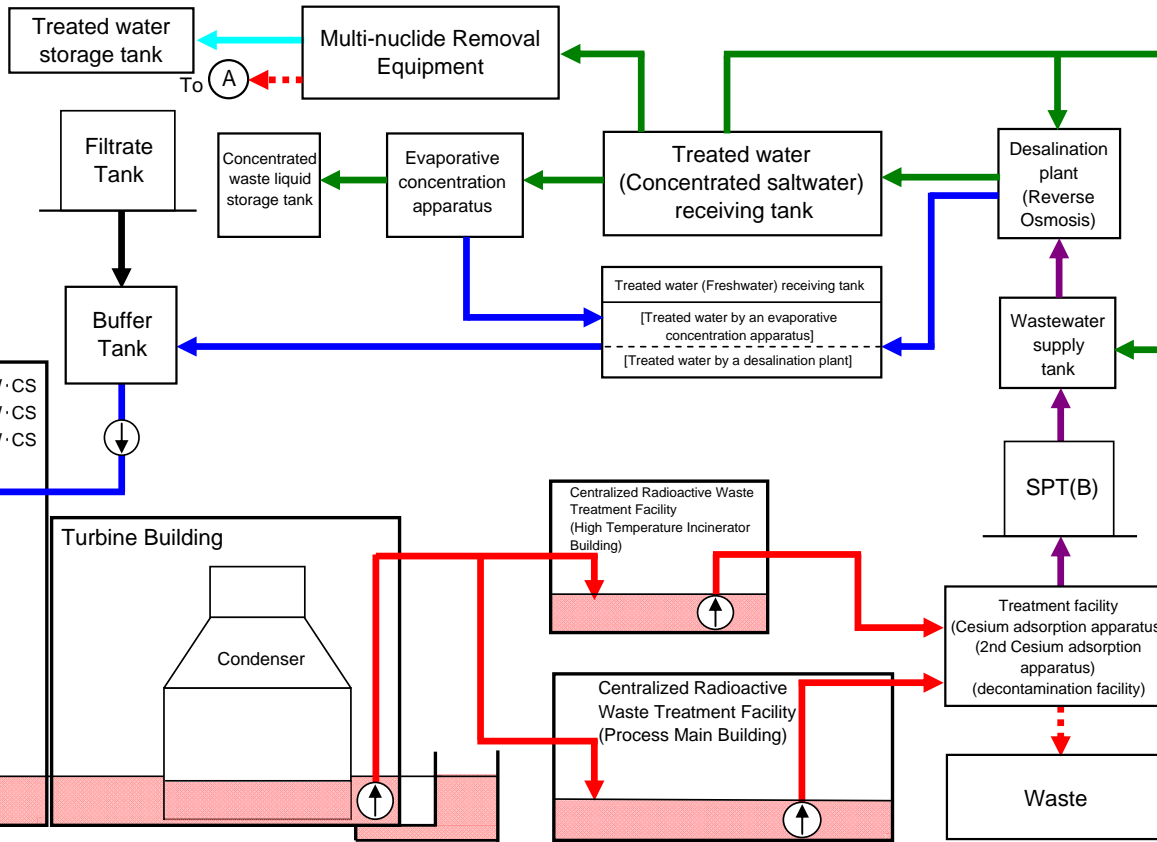 Treated water
storage tank
Multi-nuclide Removal
Equipment
To
A
Filtrate
Tank
Concentrated
waste liquid
storage tank
Evaporative
concentration
apparatus
Treated water
(Concentrated saltwater)
receiving tank
Desalination
plant
(Reverse
Osmosis)
Buffer
Tank
Treated water (Freshwater) receiving tank
[Treated water by an evaporative
concentration apparatus]
[Treated water by a desalination plant]
Wastewater
supply
tank
·CS
·CS
·CS
SPT(B)
Turbine Building
Condenser
Centralized Radioactive Waste
Treatment Facility
(High Temperature Incinerator
Building)
Treatment facility
(Cesium adsorption apparatus
(2nd Cesium adsorption
apparatus)
(decontamination facility)
Centralized Radioactive
Waste Treatment Facility
(Process Main Building)
Waste